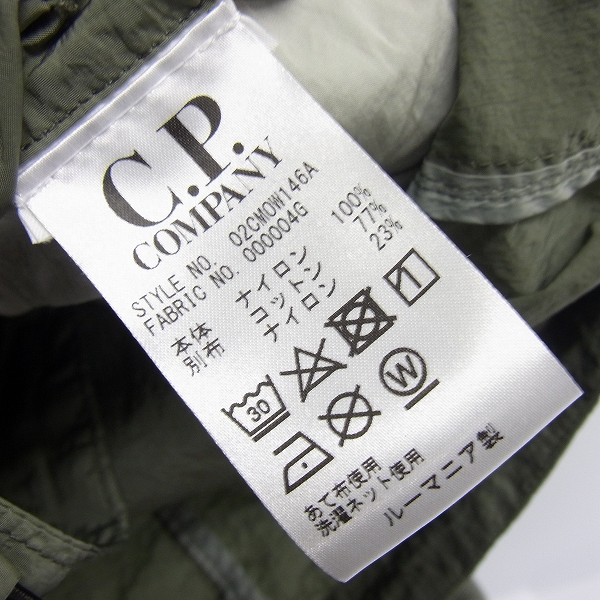 C.P.
COMPANY
STYLE NO. 02CMOW146A
FABRIC NO. 000004G
本体 ナイロン 100%
別布 コットン 77%
ナイロン 23%
30
W
あて布使用
洗濯ネット使用
ルーマニア製